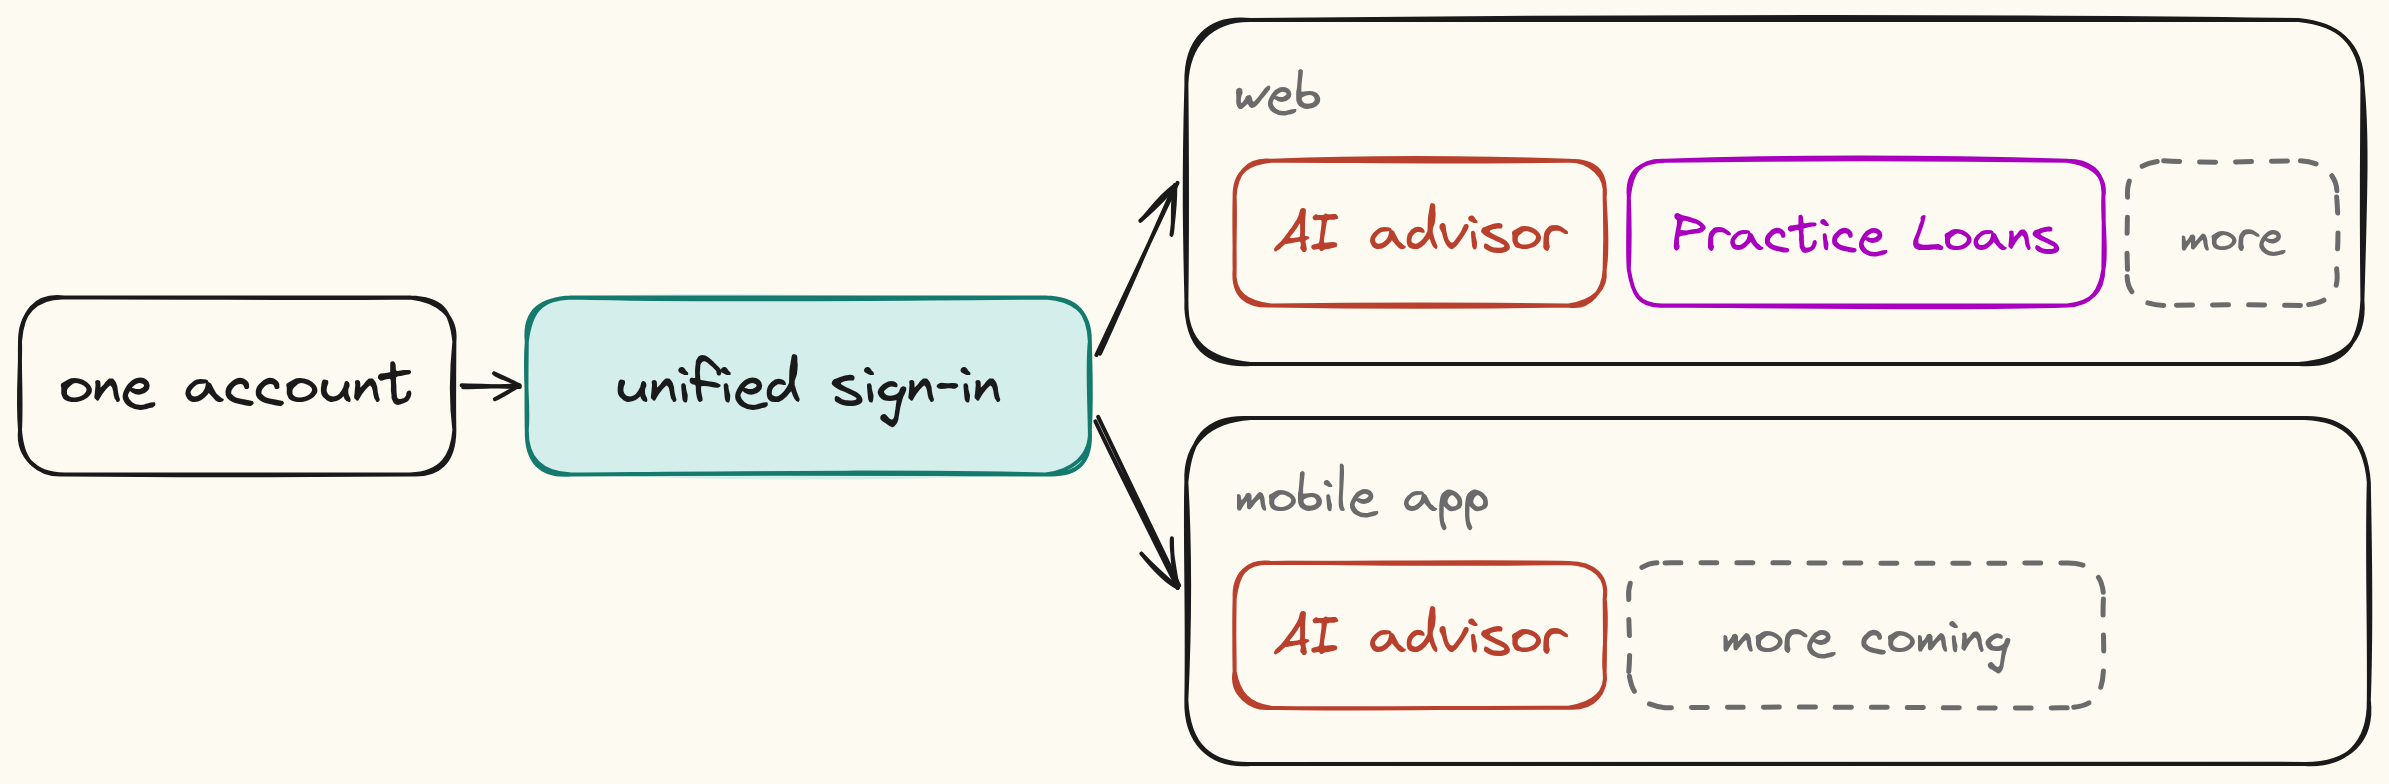 one account
unified sign-in
web
AI advisor
Practice Loans
more
mobile app
AI advisor
more coming